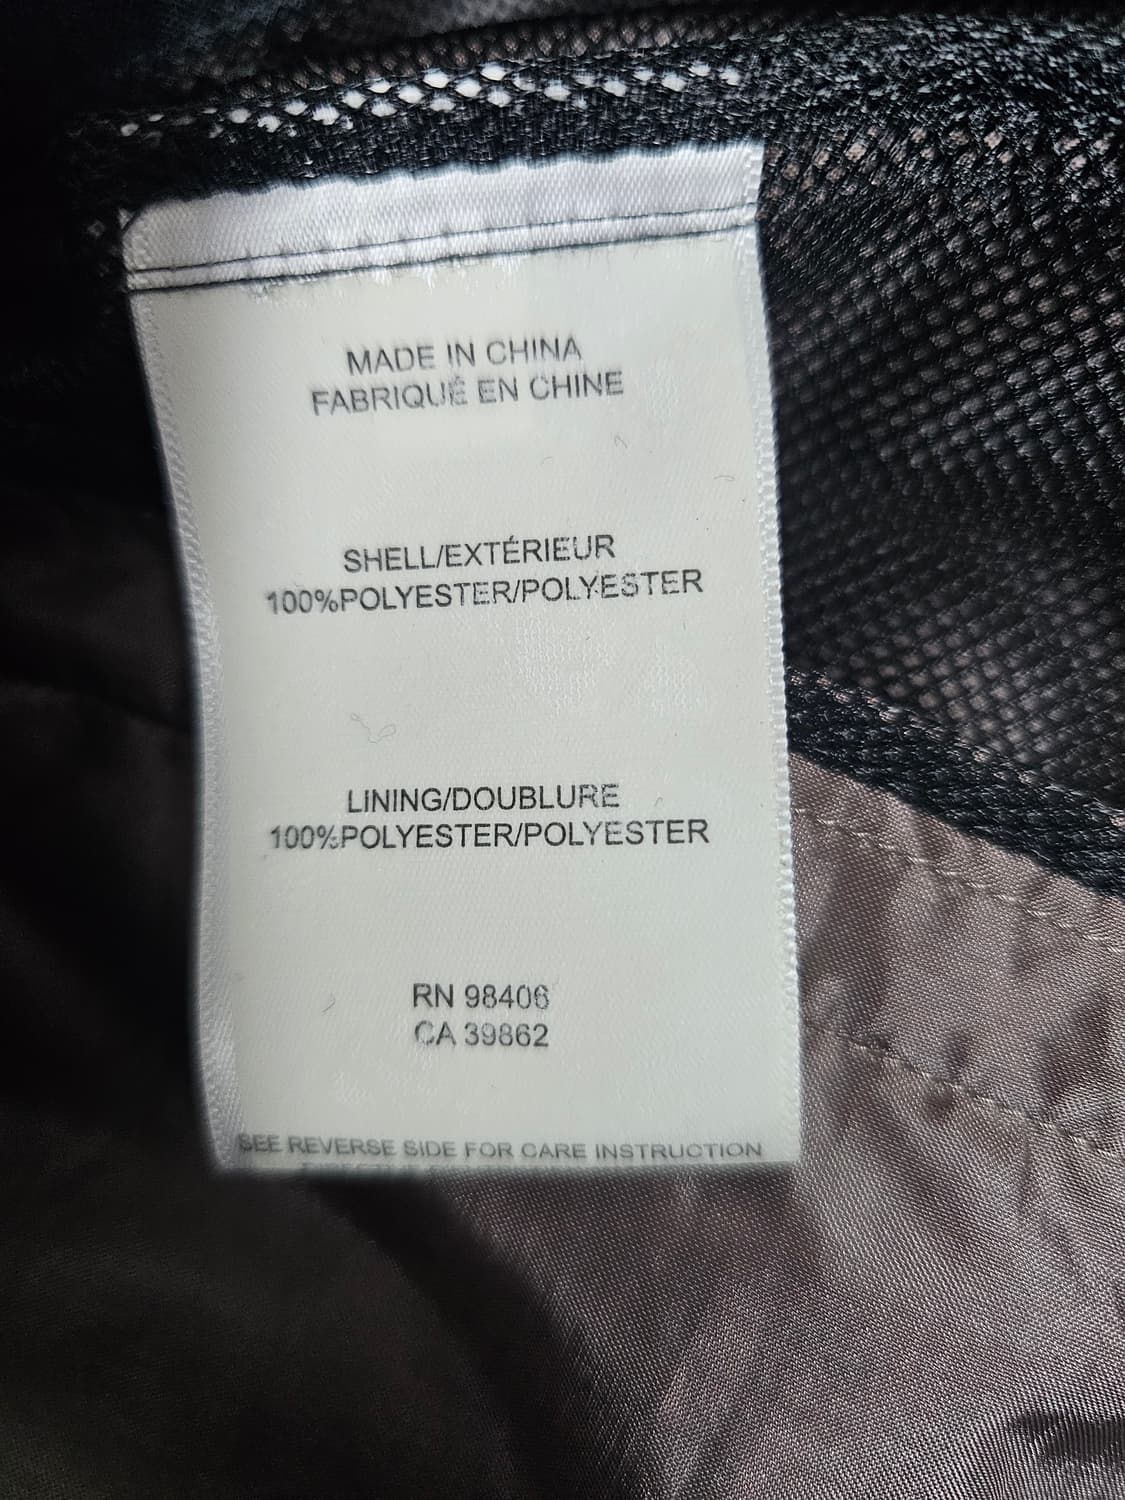 MADE IN CHINA
FABRIQUÉ EN CHINE
SHELL/EXTÉRIEUR
100%POLYESTER/POLYESTER
LINING/DOUBLURE
100%POLYESTER/POLYESTER
RN 98406
CA 39862
SEE REVERSE SIDE FOR CARE INSTRUCTION